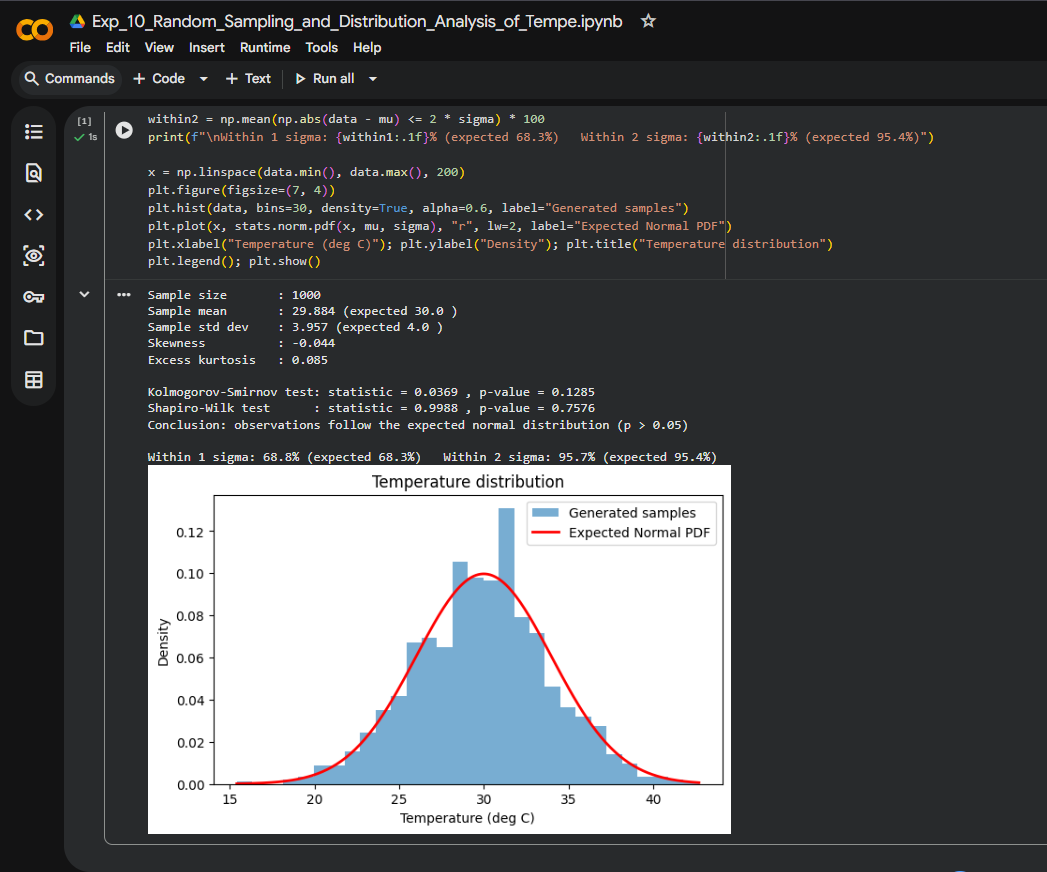 CO
Exp_10_Random_Sampling_and_Distribution_Analysis_of_Tempe.ipynb ☆
File Edit View Insert Runtime Tools Help
Commands + Code + Text Run all
[1]
✓ 1s
within2 = np.mean(np.abs(data - mu) <= 2 * sigma) * 100
print(f"\nWithin 1 sigma: {within1:.1f}% (expected 68.3%)   Within 2 sigma: {within2:.1f}% (expected 95.4%)")
x = np.linspace(data.min(), data.max(), 200)
plt.figure(figsize=(7, 4))
plt.hist(data, bins=30, density=True, alpha=0.6, label="Generated samples")
plt.plot(x, stats.norm.pdf(x, mu, sigma), "r", lw=2, label="Expected Normal PDF")
plt.xlabel("Temperature (deg C)"); plt.ylabel("Density"); plt.title("Temperature distribution")
plt.legend(); plt.show()
Sample size : 1000
Sample mean : 29.884 (expected 30.0 )
Sample std dev : 3.957 (expected 4.0 )
Skewness : -0.044
Excess kurtosis : 0.085
Kolmogorov-Smirnov test: statistic = 0.0369 , p-value = 0.1285
Shapiro-Wilk test : statistic = 0.9988 , p-value = 0.7576
Conclusion: observations follow the expected normal distribution (p > 0.05)
Within 1 sigma: 68.8% (expected 68.3%)   Within 2 sigma: 95.7% (expected 95.4%)
Temperature distribution
Generated samples
Expected Normal PDF
0.12
0.10
0.08
0.06
0.04
0.02
0.00
Density
15 20 25 30 35 40
Temperature (deg C)